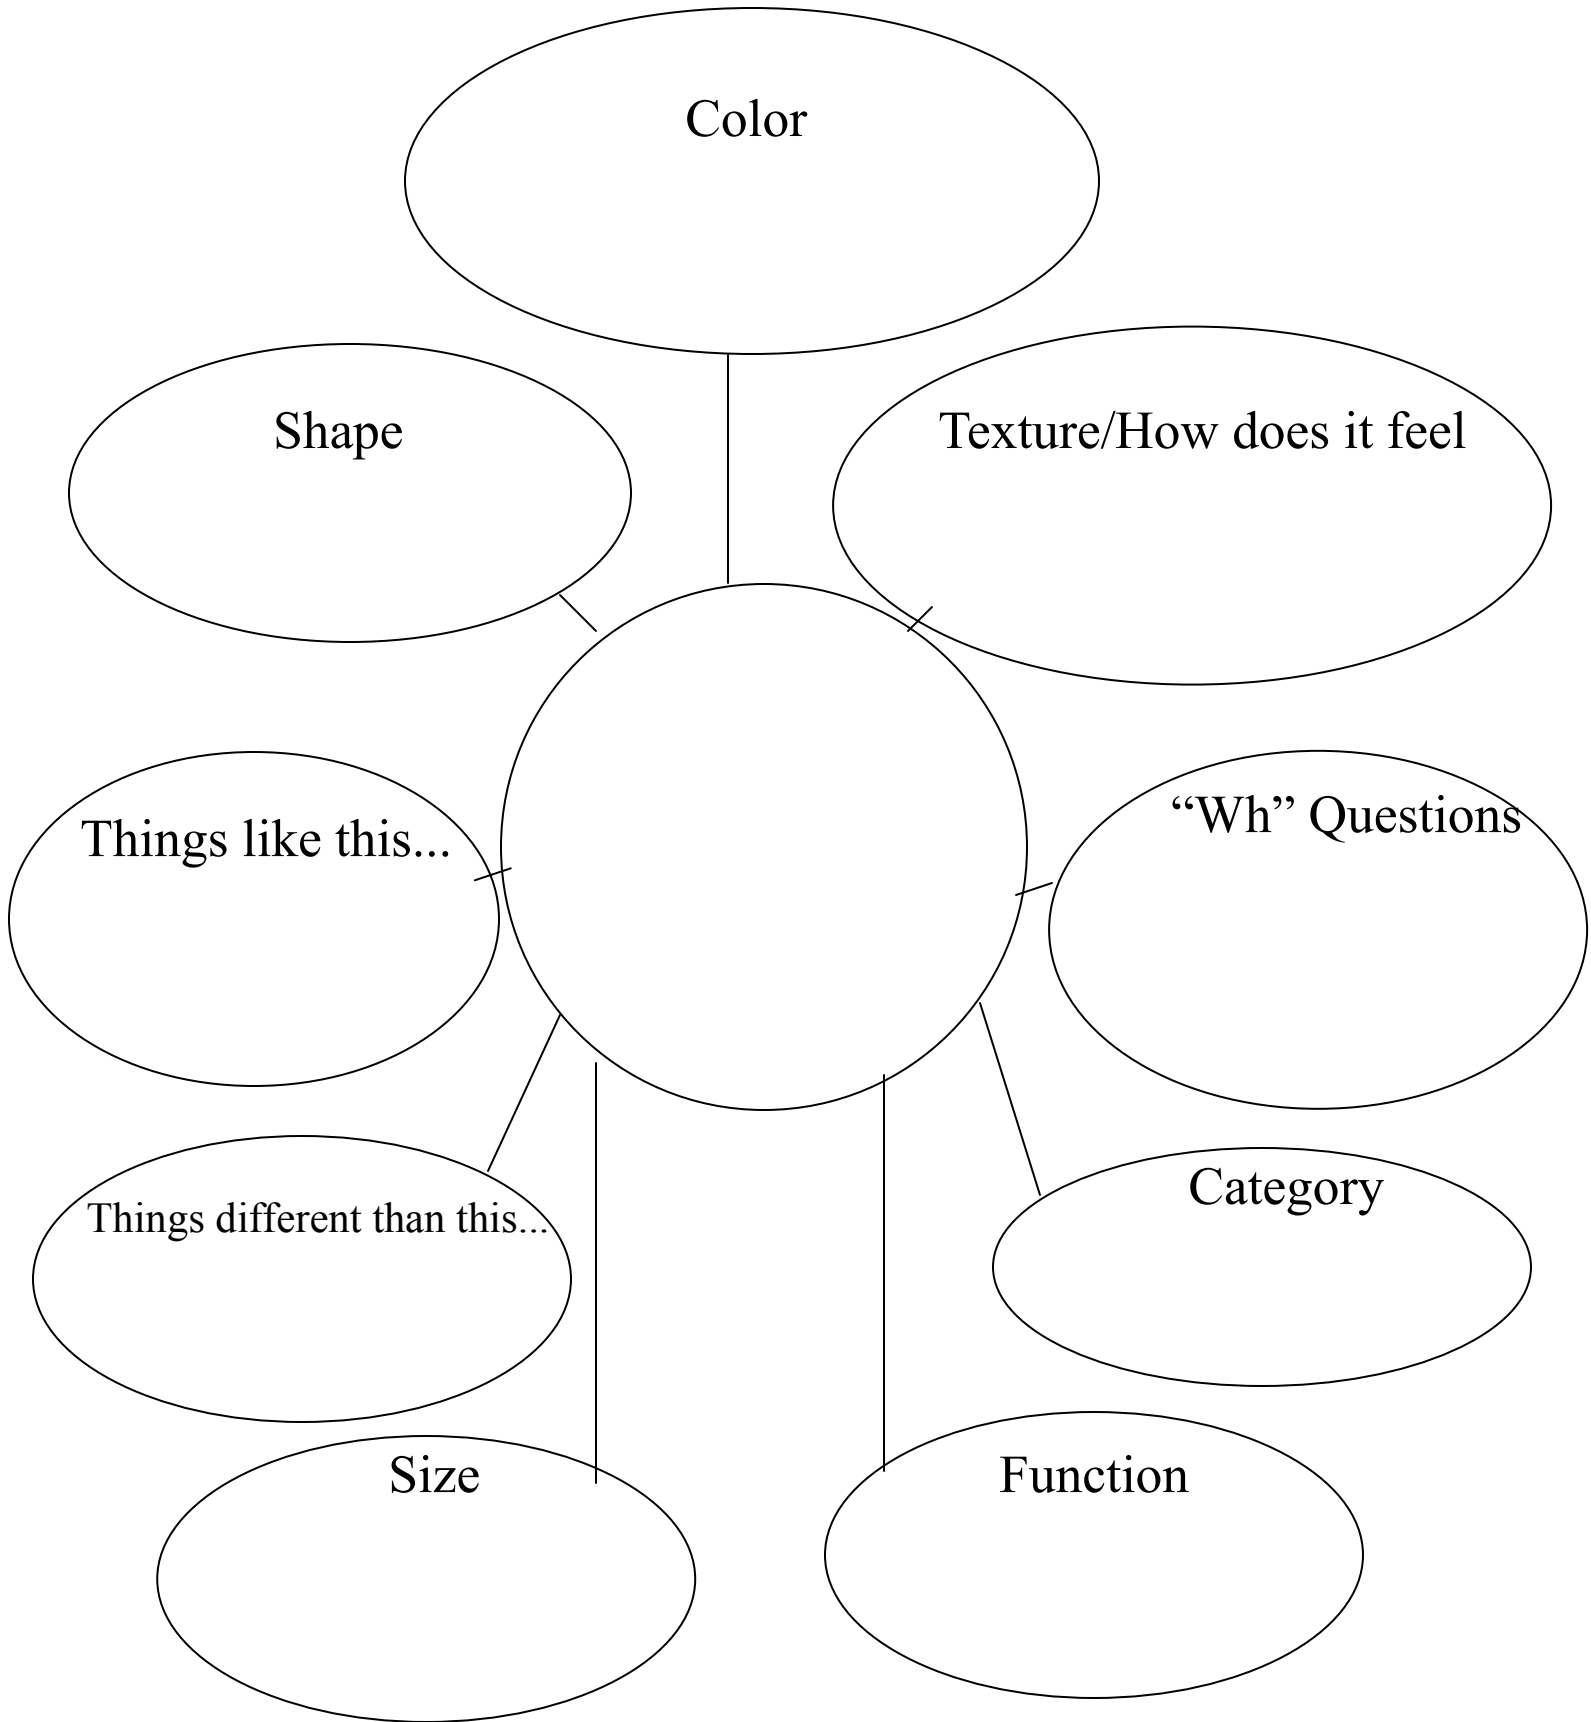 Color
Shape
Texture/How does it feel
Things like this...
“Wh” Questions
Things different than this...
Category
Size
Function